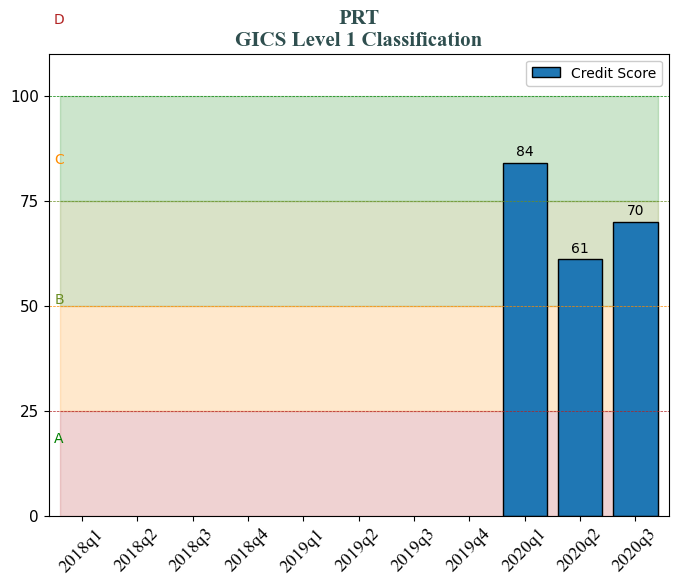 D
PRT
GICS Level 1 Classification
Credit Score
100
C
84
75
70
61
B
50
25
A
0
2018q1
2018q2
2018q3
2018q4
2019q1
2019q2
2019q3
2019q4
2020q1
2020q2
2020q3